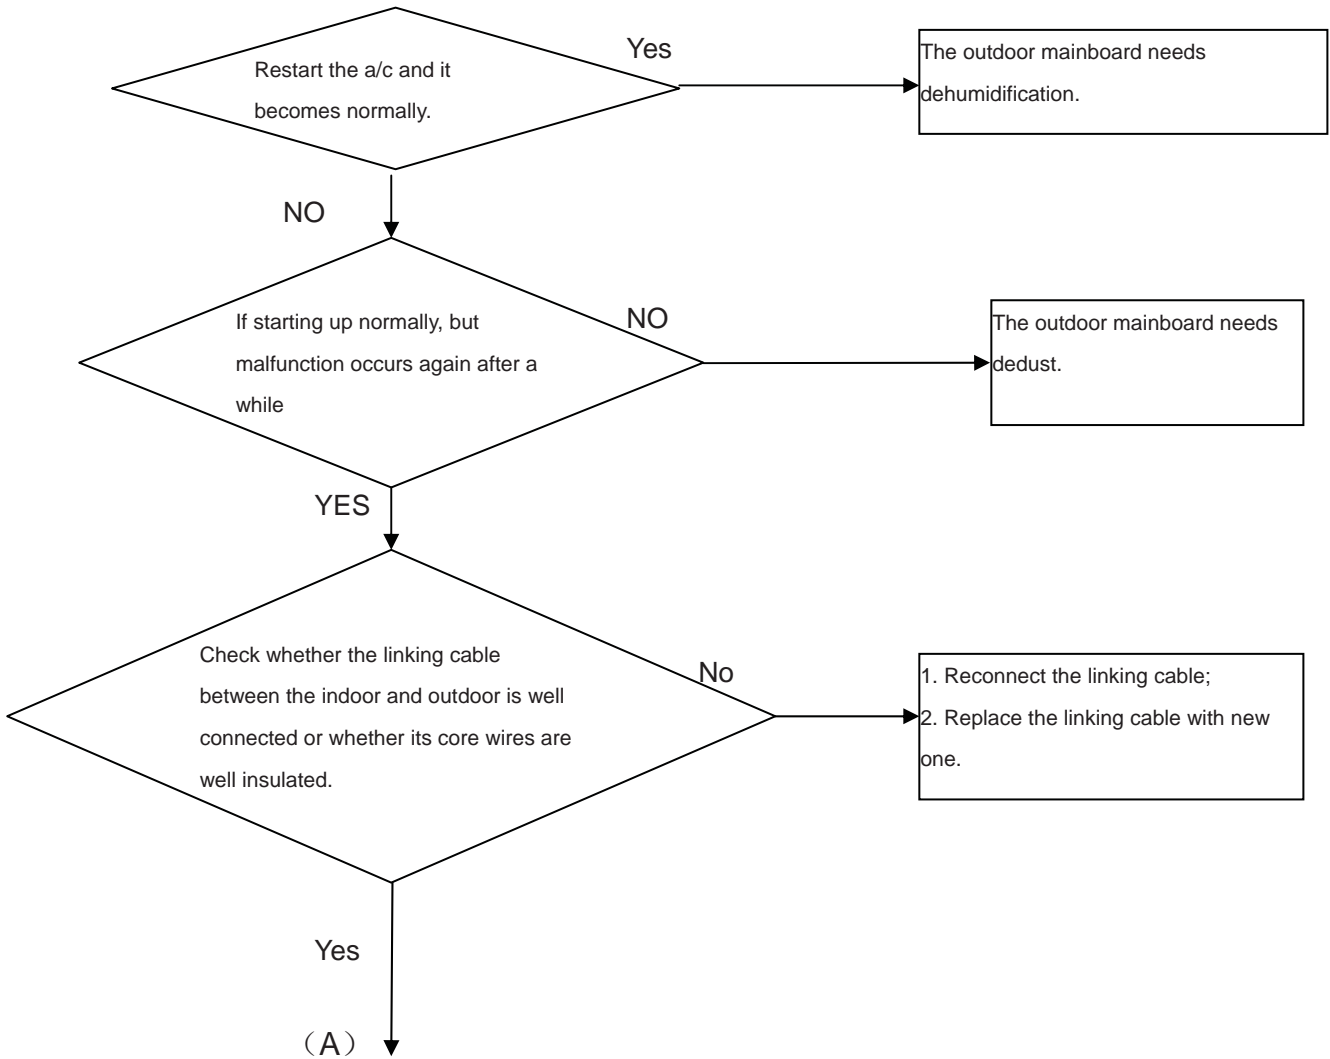 Yes
Restart the a/c and it
becomes normally.
The outdoor mainboard needs
dehumidification.
NO
If starting up normally, but
malfunction occurs again after a
while
NO
The outdoor mainboard needs
dedust.
YES
Check whether the linking cable
between the indoor and outdoor is well
connected or whether its core wires are
well insulated.
No
1. Reconnect the linking cable;
2. Replace the linking cable with new
one.
Yes
（A）